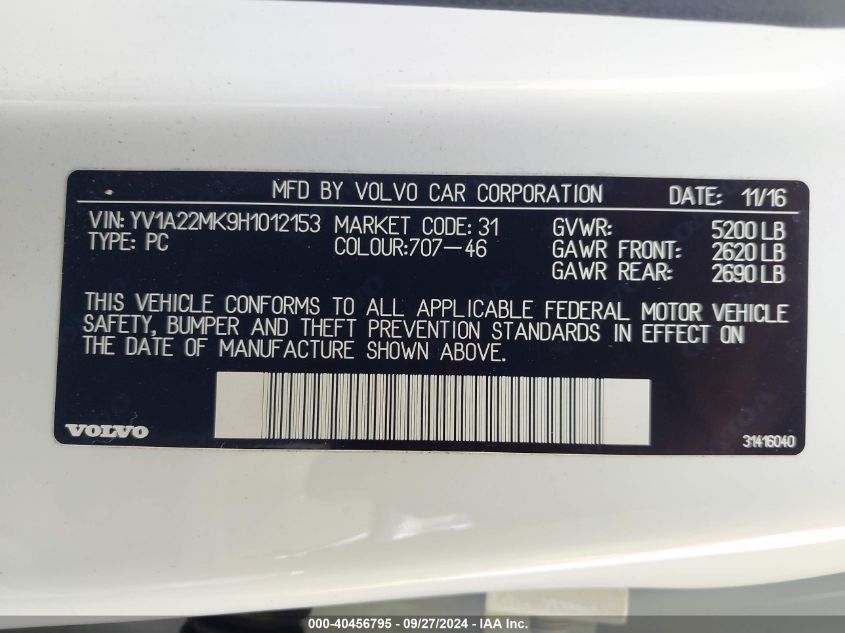 MFD BY VOLVO CAR CORPORATION DATE: 11/16
VIN: YV1A22MK9H1012153 MARKET CODE: 31 GVWR: 5200 LB
TYPE: PC COLOUR:707-46 GAWR FRONT: 2620 LB
GAWR REAR: 2690 LB
THIS VEHICLE CONFORMS TO ALL APPLICABLE FEDERAL MOTOR VEHICLE
SAFETY, BUMPER AND THEFT PREVENTION STANDARDS IN EFFECT ON
THE DATE OF MANUFACTURE SHOWN ABOVE.
VOLVO 31416040
000-40456795 - 09/27/2024 - IAA Inc.